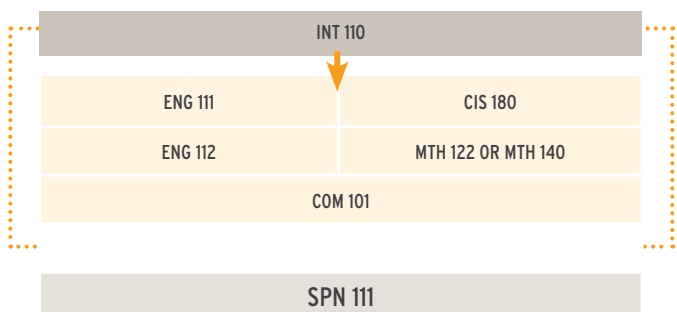 INT 110
ENG 111
CIS 180
ENG 112
MTH 122 OR MTH 140
COM 101
SPN 111